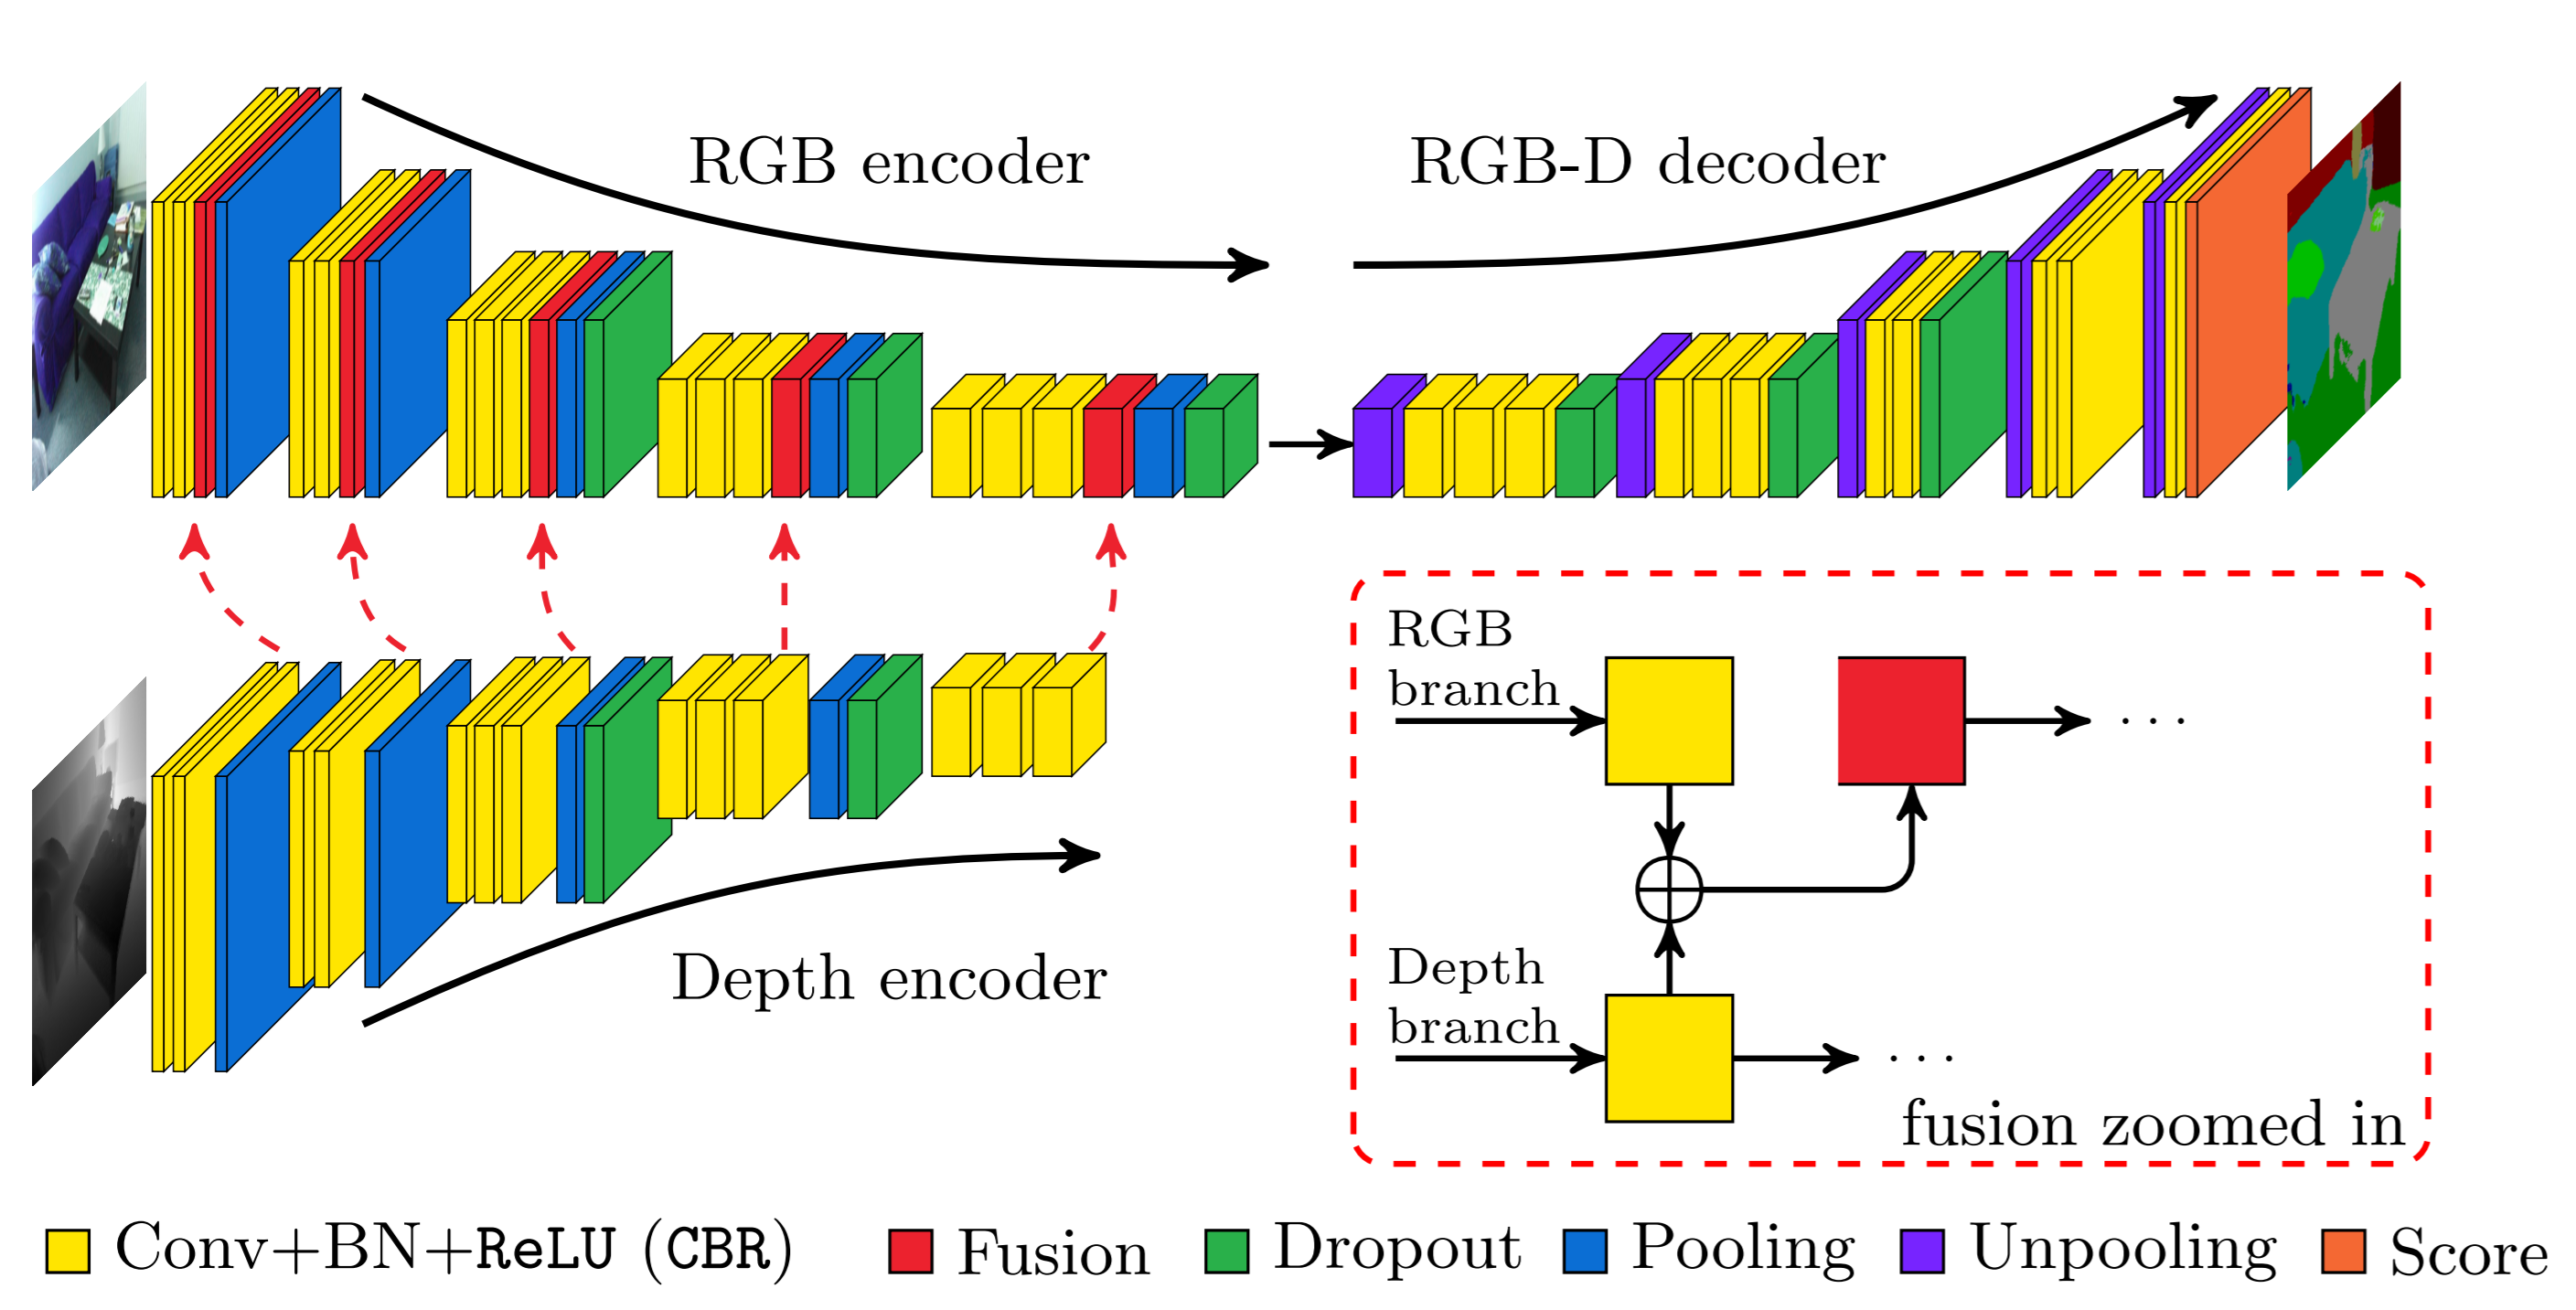 RGB encoder
RGB-D decoder
RGB
branch
...
Depth
branch
...
fusion zoomed in
Depth encoder
Conv+BN+ReLU (CBR)
Fusion
Dropout
Pooling
Unpooling
Score